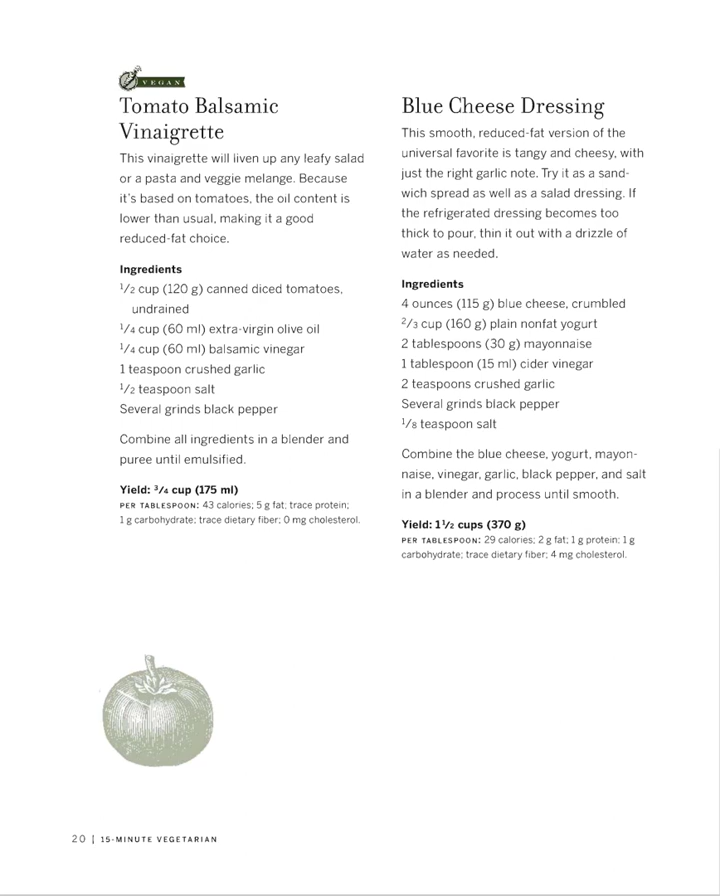 VEGAN
Tomato Balsamic
Vinaigrette
This vinaigrette will liven up any leafy salad
or a pasta and veggie melange. Because
it's based on tomatoes, the oil content is
lower than usual, making it a good
reduced-fat choice.
Ingredients
1/2 cup (120 g) canned diced tomatoes,
undrained
1/4 cup (60 ml) extra-virgin olive oil
1/4 cup (60 ml) balsamic vinegar
1 teaspoon crushed garlic
1/2 teaspoon salt
Several grinds black pepper
Combine all ingredients in a blender and
puree until emulsified.
Yield: 3/4 cup (175 ml)
PER TABLESPOON: 43 calories; 5 g fat; trace protein;
1 g carbohydrate; trace dietary fiber; 0 mg cholesterol.
Blue Cheese Dressing
This smooth, reduced-fat version of the
universal favorite is tangy and cheesy, with
just the right garlic note. Try it as a sand-
wich spread as well as a salad dressing. If
the refrigerated dressing becomes too
thick to pour, thin it out with a drizzle of
water as needed.
Ingredients
4 ounces (115 g) blue cheese, crumbled
2/3 cup (160 g) plain nonfat yogurt
2 tablespoons (30 g) mayonnaise
1 tablespoon (15 ml) cider vinegar
2 teaspoons crushed garlic
Several grinds black pepper
1/8 teaspoon salt
Combine the blue cheese, yogurt, mayon-
naise, vinegar, garlic, black pepper, and salt
in a blender and process until smooth.
Yield: 1 1/2 cups (370 g)
PER TABLESPOON: 29 calories; 2 g fat; 1 g protein; 1 g
carbohydrate; trace dietary fiber; 4 mg cholesterol.
20 | 15-MINUTE VEGETARIAN